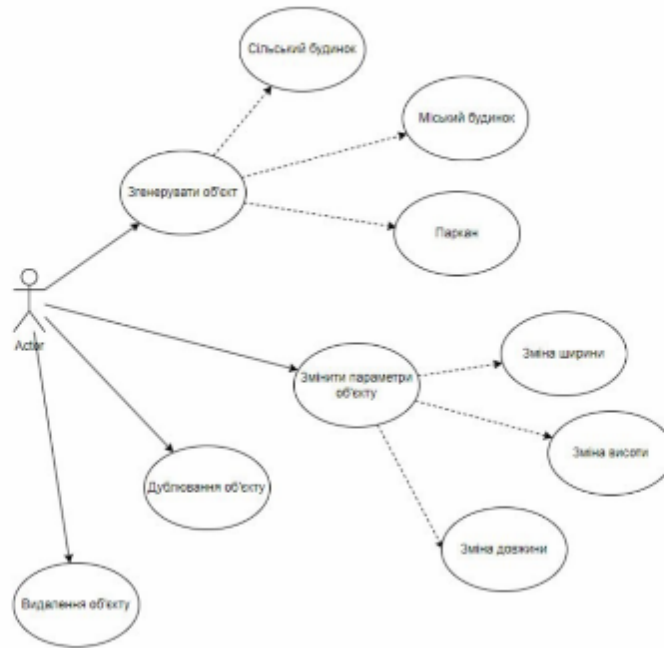 Сільський будинок
Міський будинок
Згенерувати об'єкт
Паркан
Actor
Зміна ширини
Змінити параметри
об'єкту
Зміна висоти
Дублювання об'єкту
Зміна довжини
Видалення об'єкту